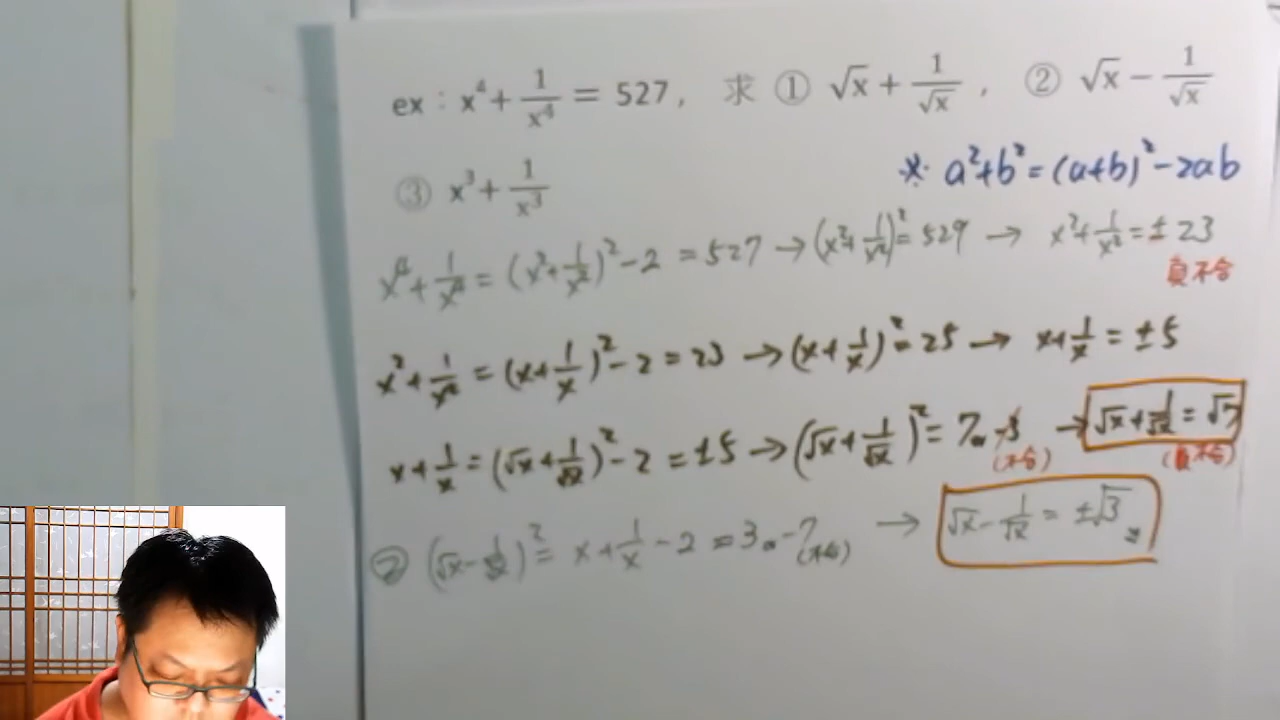 ex：x⁴ + 1/x⁴ = 527， 求 ① √x + 1/√x ， ② √x − 1/√x
③ x³ + 1/x³
※ a²+b² = (a+b)² − 2ab
x⁴ + 1/x⁴ = (x² + 1/x²)² − 2 = 527 → (x² + 1/x²)² = 529 → x² + 1/x² = ± 23
負不合
x² + 1/x² = (x + 1/x)² − 2 = 23 → (x + 1/x)² = 25 → x + 1/x = ± 5
x + 1/x = (√x + 1/√x)² − 2 = ±5 → (√x + 1/√x)² = 7 or −3 → √x + 1/√x = √7
(不合) (負不合)
② (√x − 1/√x)² = x + 1/x − 2 = 3 or −7 → √x − 1/√x = ±√3
(不合)